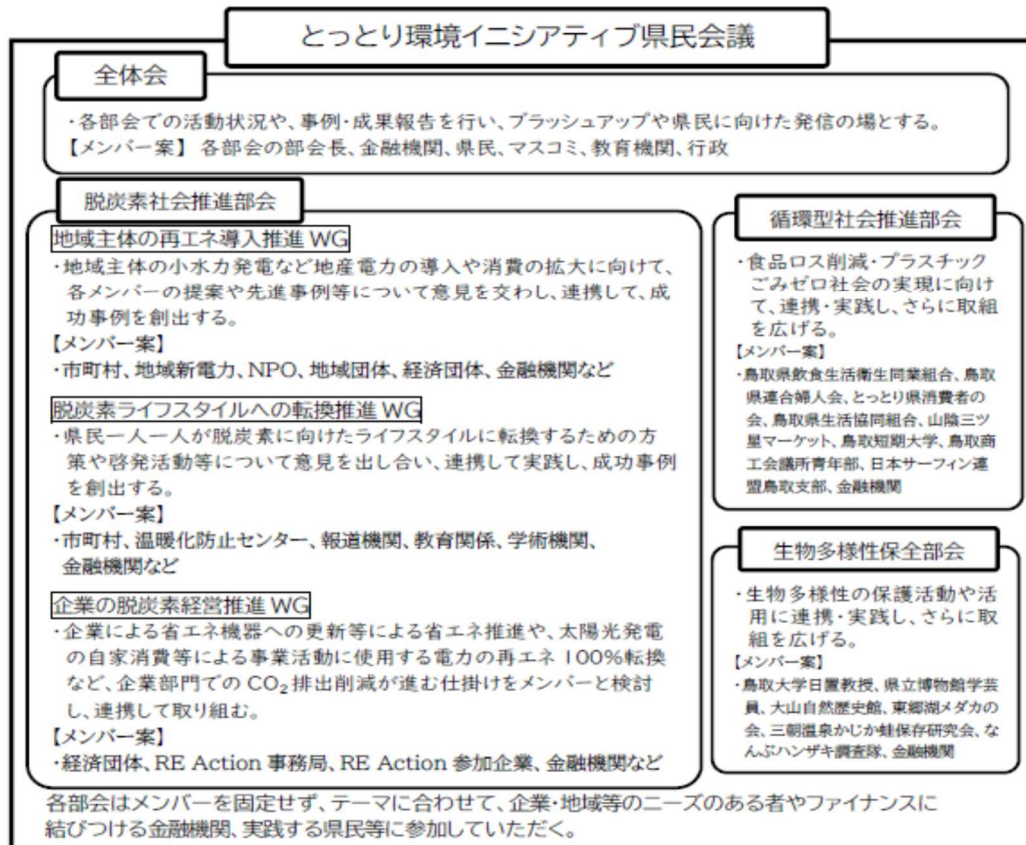 とっとり環境イニシアティブ県民会議
全体会
・各部会での活動状況や、事例・成果報告を行い、ブラッシュアップや県民に向けた発信の場とする。
【メンバー案】 各部会の部会長、金融機関、県民、マスコミ、教育機関、行政
脱炭素社会推進部会
地域主体の再エネ導入推進 WG
・地域主体の小水力発電など地産電力の導入や消費の拡大に向けて、
各メンバーの提案や先進事例等について意見を交わし、連携して、成
功事例を創出する。
【メンバー案】
・市町村、地域新電力、NPO、地域団体、経済団体、金融機関など
脱炭素ライフスタイルへの転換推進 WG
・県民一人一人が脱炭素に向けたライフスタイルに転換するための方
策や啓発活動等について意見を出し合い、連携して実践し、成功事例
を創出する。
【メンバー案】
・市町村、温暖化防止センター、報道機関、教育関係、学術機関、
金融機関など
企業の脱炭素経営推進 WG
・企業による省エネ機器への更新等による省エネ推進や、太陽光発電
の自家消費等による事業活動に使用する電力の再エネ 100%転換
など、企業部門での CO₂排出削減が進む仕掛けをメンバーと検討
し、連携して取り組む。
【メンバー案】
・経済団体、RE Action 事務局、RE Action 参加企業、金融機関など
循環型社会推進部会
・食品ロス削減・プラスチック
ごみゼロ社会の実現に向け
て、連携・実践し、さらに取組
を広げる。
【メンバー案】
・鳥取県飲食生活衛生同業組合、鳥取
県連合婦人会、とっとり県消費者の
会、鳥取県生活協同組合、山陰三ツ
星マーケット、鳥取短期大学、鳥取商
工会議所青年部、日本サーフィン連
盟鳥取支部、金融機関
生物多様性保全部会
・生物多様性の保護活動や活
用に連携・実践し、さらに取
組を広げる。
【メンバー案】
・鳥取大学日置教授、県立博物館学芸
員、大山自然歴史館、東郷湖メダカの
会、三朝温泉かじか蛙保存研究会、な
んぶハンザキ調査隊、金融機関
各部会はメンバーを固定せず、テーマに合わせて、企業・地域等のニーズのある者やファイナンスに
結びつける金融機関、実践する県民等に参加していただく。